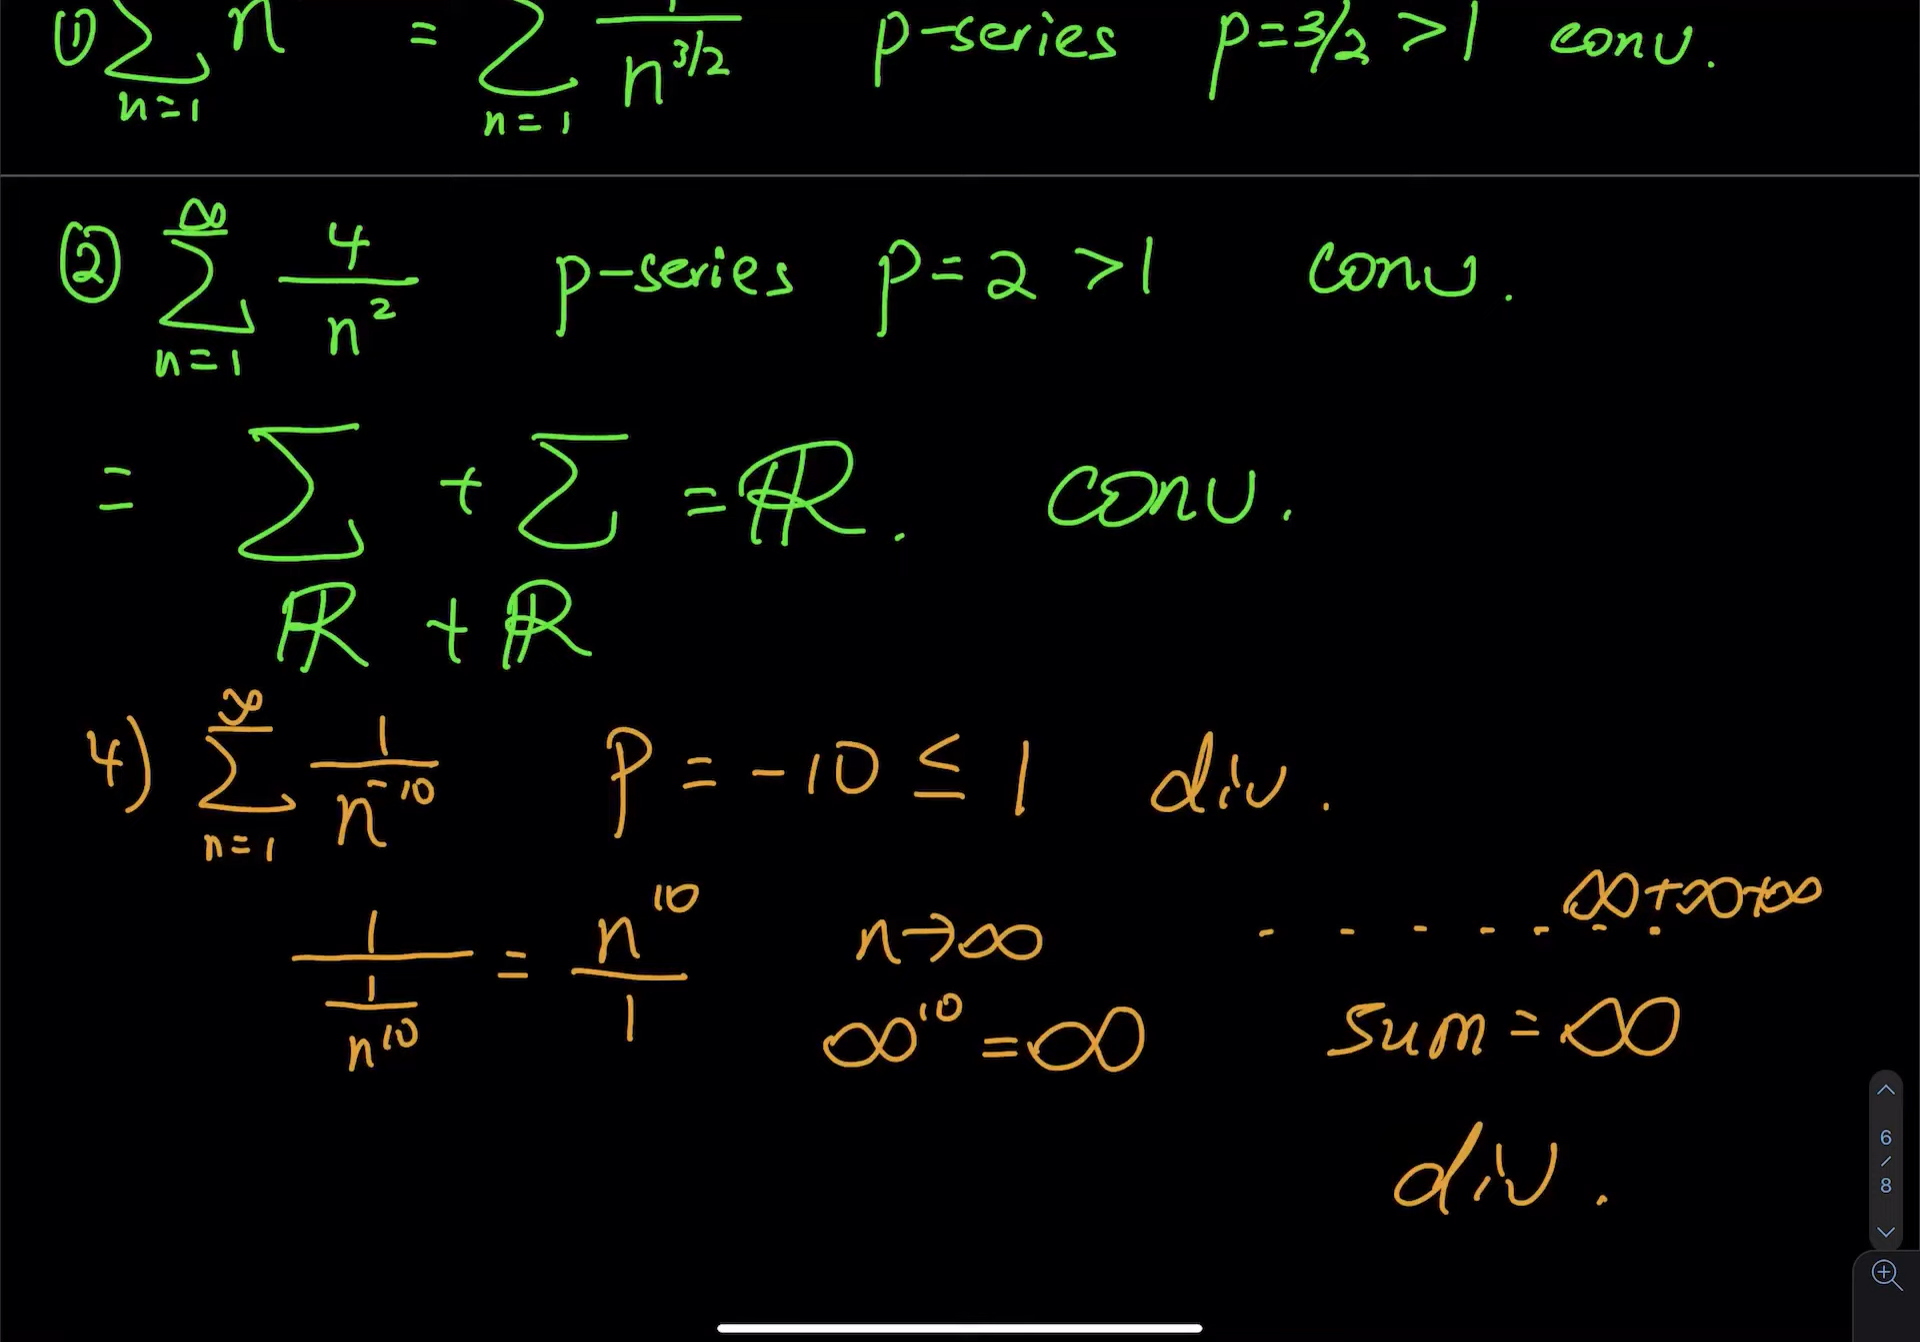 ① ∑ n = ∑ 1/n^{3/2} p-series p=3/2 >1 conv.
n=1 n=1
② ∑_{n=1}^{∞} 4/n^2 p-series p=2 >1 conv.
= ∑ + ∑ = ℝ. conv.
ℝ + ℝ
4) ∑_{n=1}^{∞} 1/n^{-10} p = -10 ≤ 1 div.
1/(1/n^{10}) = n^{10}/1 n→∞ ....... ∞+∞+∞
∞^{10} = ∞ sum = ∞
div.
6
/
8